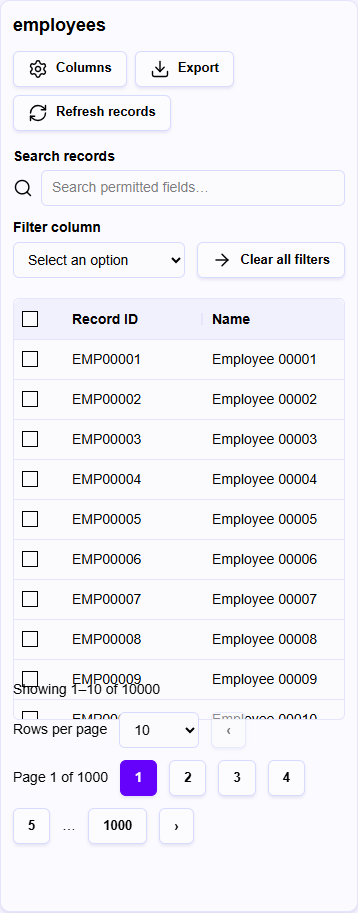 employees
Columns Export
Refresh records
Search records
Search permitted fields...
Filter column
Select an option Clear all filters
Record ID Name
EMP00001 Employee 00001
EMP00002 Employee 00002
EMP00003 Employee 00003
EMP00004 Employee 00004
EMP00005 Employee 00005
EMP00006 Employee 00006
EMP00007 Employee 00007
EMP00008 Employee 00008
EMP00009 Employee 00009
Showing 1–10 of 10000
Employee 00010
Rows per page 10 ‹
Page 1 of 1000 1 2 3 4
5 ... 1000 ›